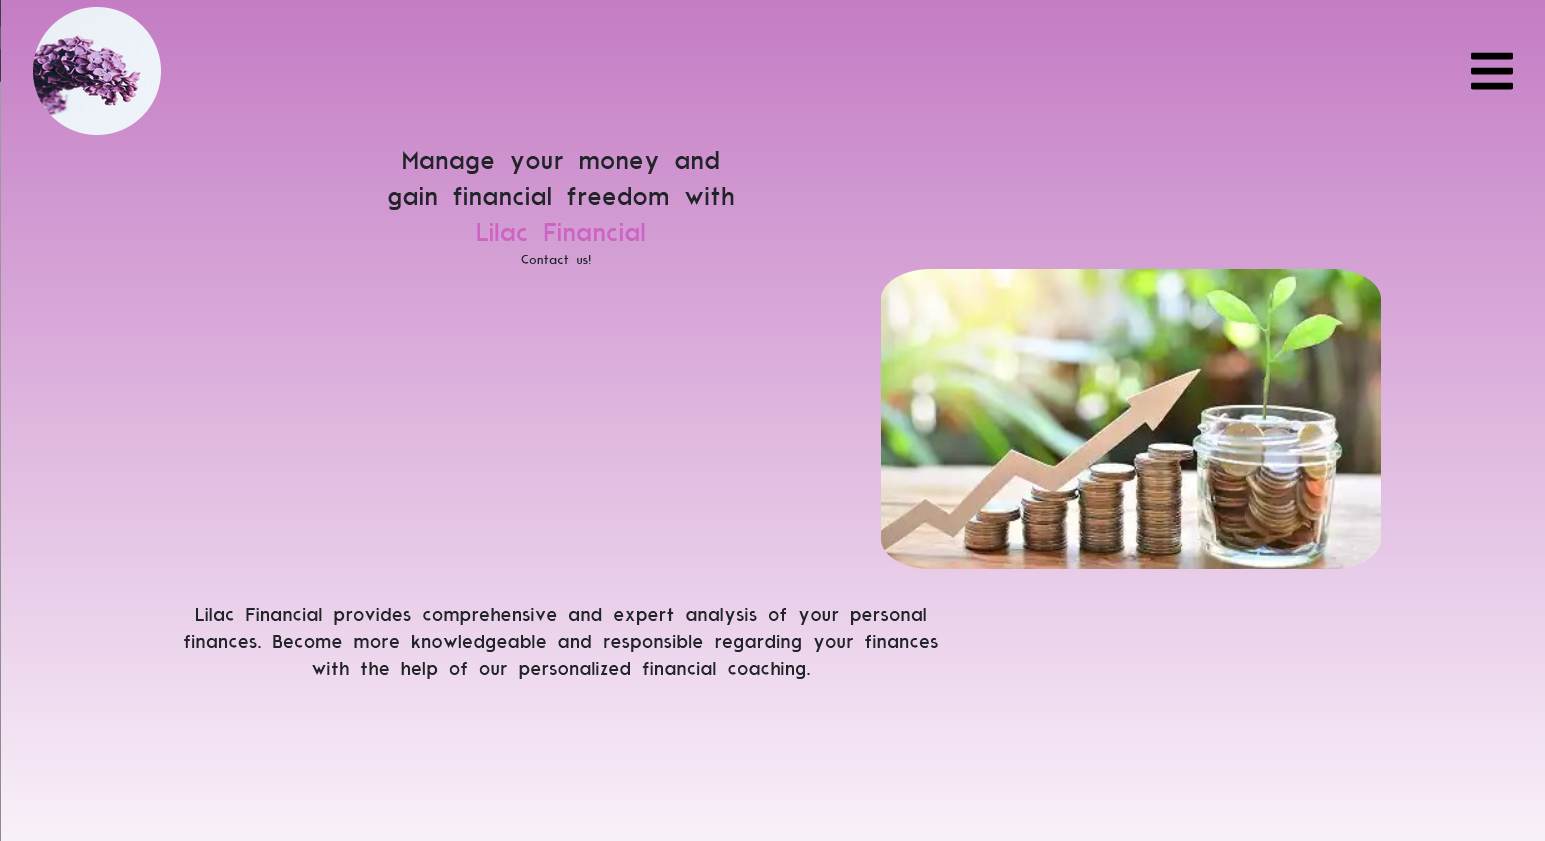 Manage your money and
gain financial freedom with
Lilac Financial
Contact us!
Lilac Financial provides comprehensive and expert analysis of your personal
finances. Become more knowledgeable and responsible regarding your finances
with the help of our personalized financial coaching.